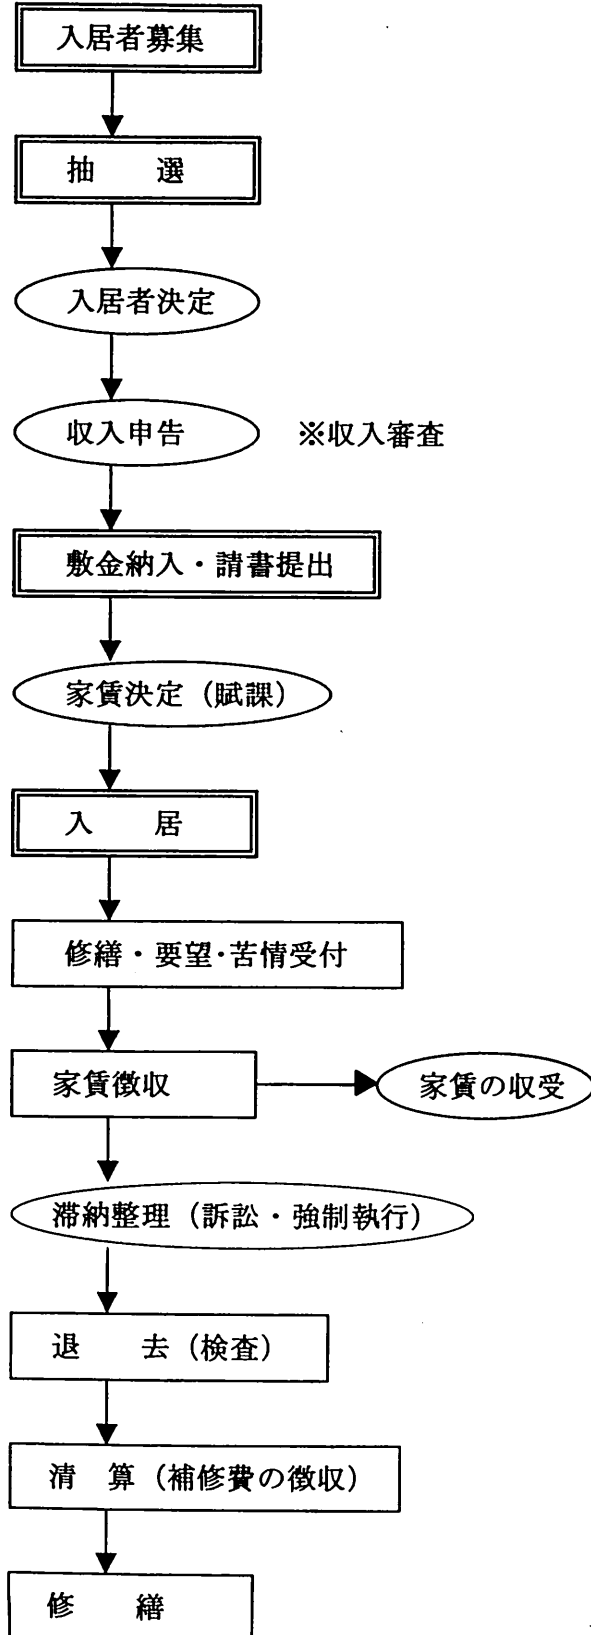 入居者募集
抽　　選
入居者決定
収入申告　※収入審査
敷金納入・請書提出
家賃決定（賦課）
入　　居
修繕・要望・苦情受付
家賃徴収　家賃の収受
滞納整理（訴訟・強制執行）
退　　去（検査）
清　算（補修費の徴収）
修　　繕